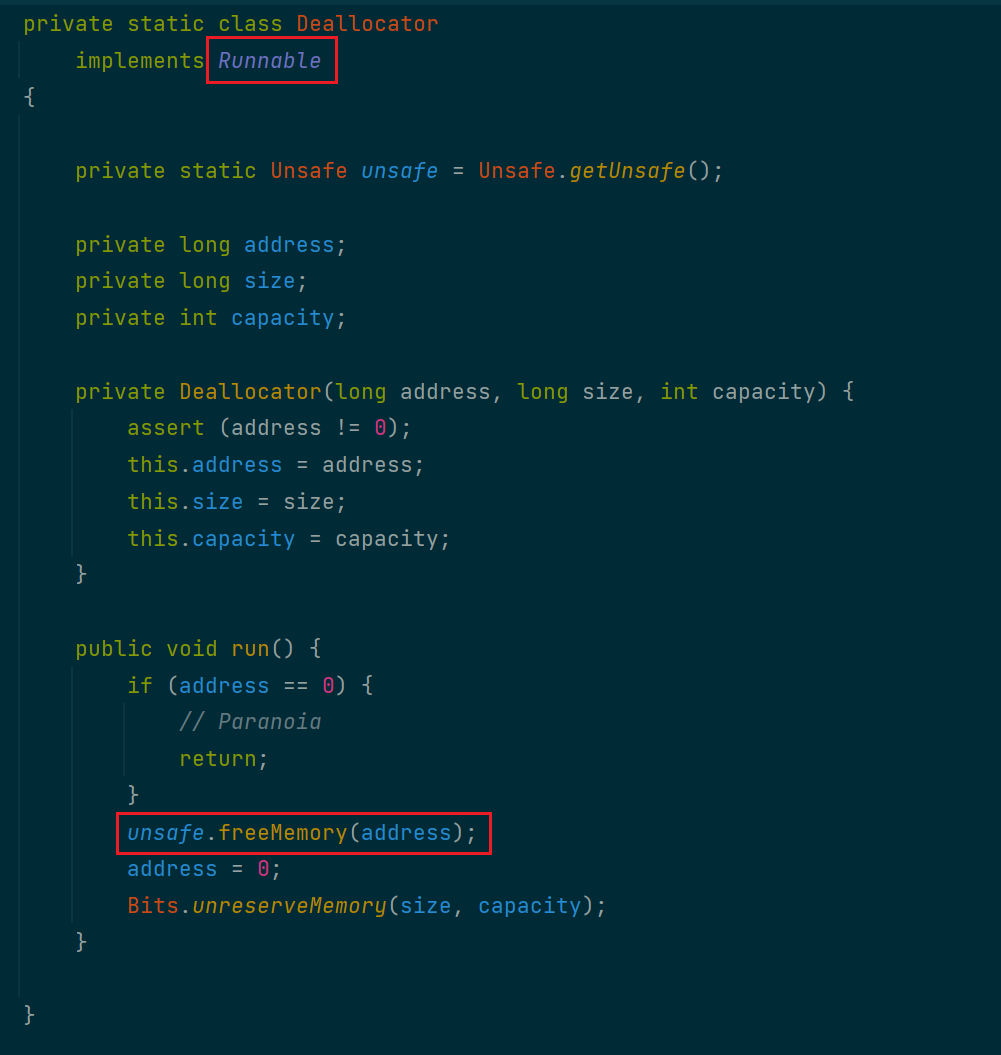 private static class Deallocator
    implements Runnable
{
    private static Unsafe unsafe = Unsafe.getUnsafe();
    private long address;
    private long size;
    private int capacity;
    private Deallocator(long address, long size, int capacity) {
        assert (address != 0);
        this.address = address;
        this.size = size;
        this.capacity = capacity;
    }
    public void run() {
        if (address == 0) {
            // Paranoia
            return;
        }
        unsafe.freeMemory(address);
        address = 0;
        Bits.unreserveMemory(size, capacity);
    }
}